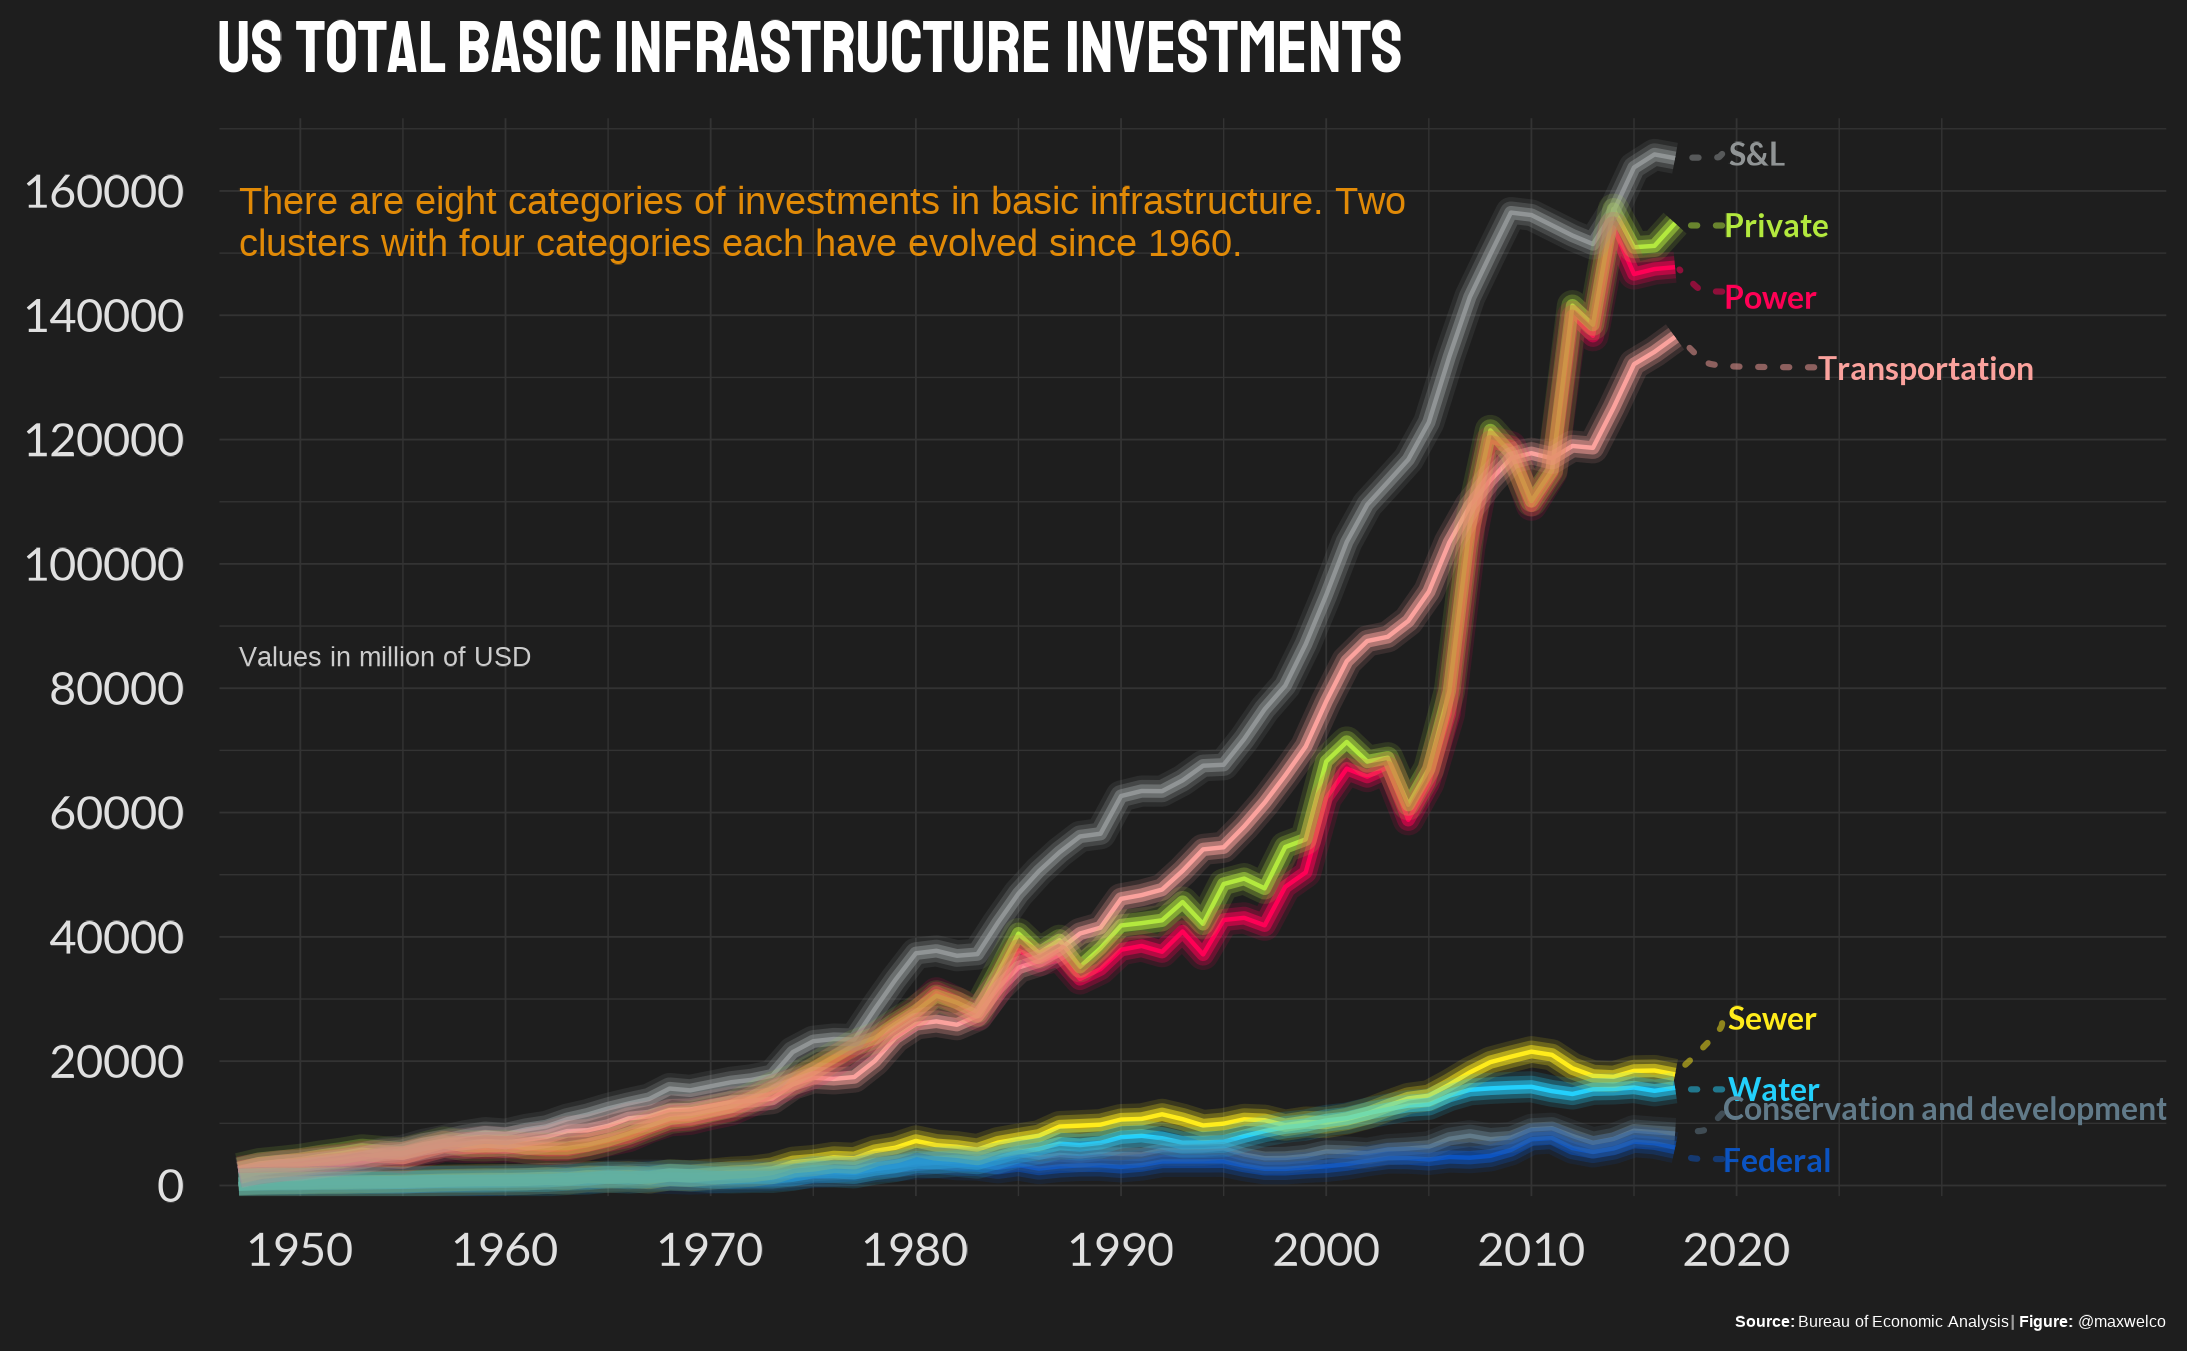 US TOTAL BASIC INFRASTRUCTURE INVESTMENTS
There are eight categories of investments in basic infrastructure. Two
clusters with four categories each have evolved since 1960.
Values in million of USD
160000
140000
120000
100000
80000
60000
40000
20000
0
S&L
Private
Power
Transportation
Sewer
Water
Conservation and development
Federal
1950 1960 1970 1980 1990 2000 2010 2020
Source: Bureau of Economic Analysis | Figure: @maxwelco